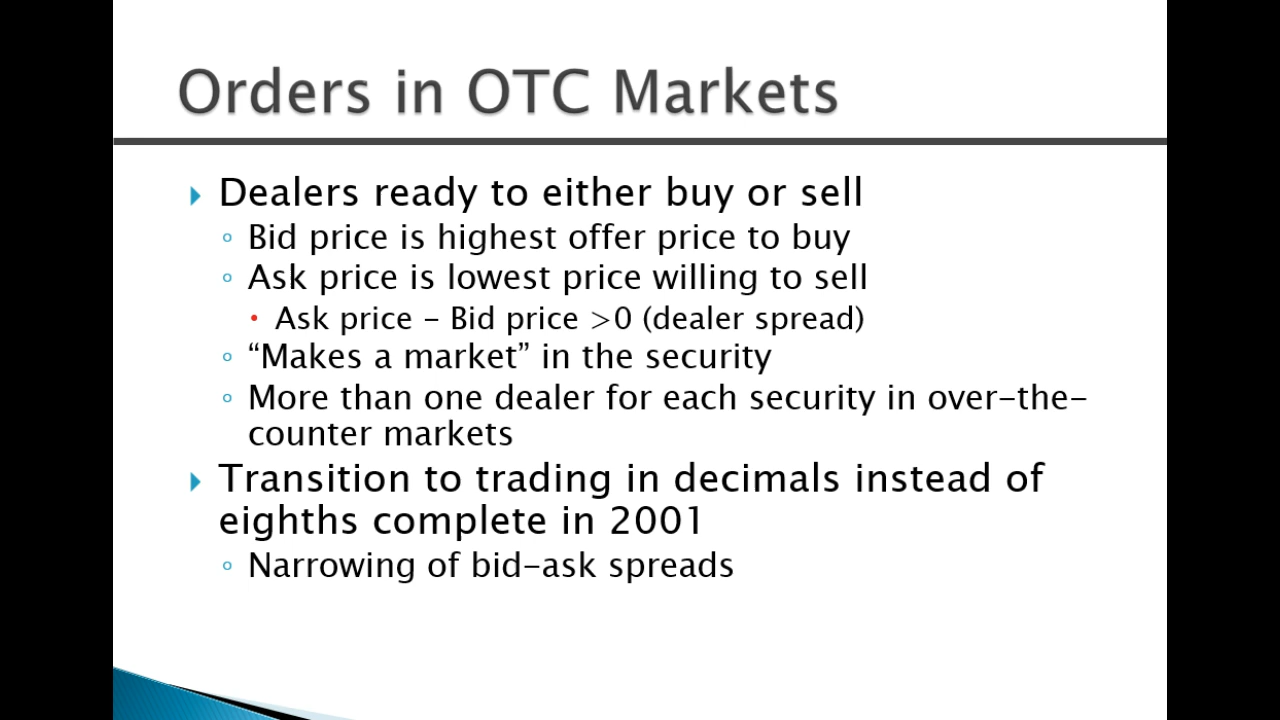 Orders in OTC Markets
Dealers ready to either buy or sell
Bid price is highest offer price to buy
Ask price is lowest price willing to sell
Ask price – Bid price >0 (dealer spread)
“Makes a market” in the security
More than one dealer for each security in over-the-
counter markets
Transition to trading in decimals instead of
eighths complete in 2001
Narrowing of bid-ask spreads